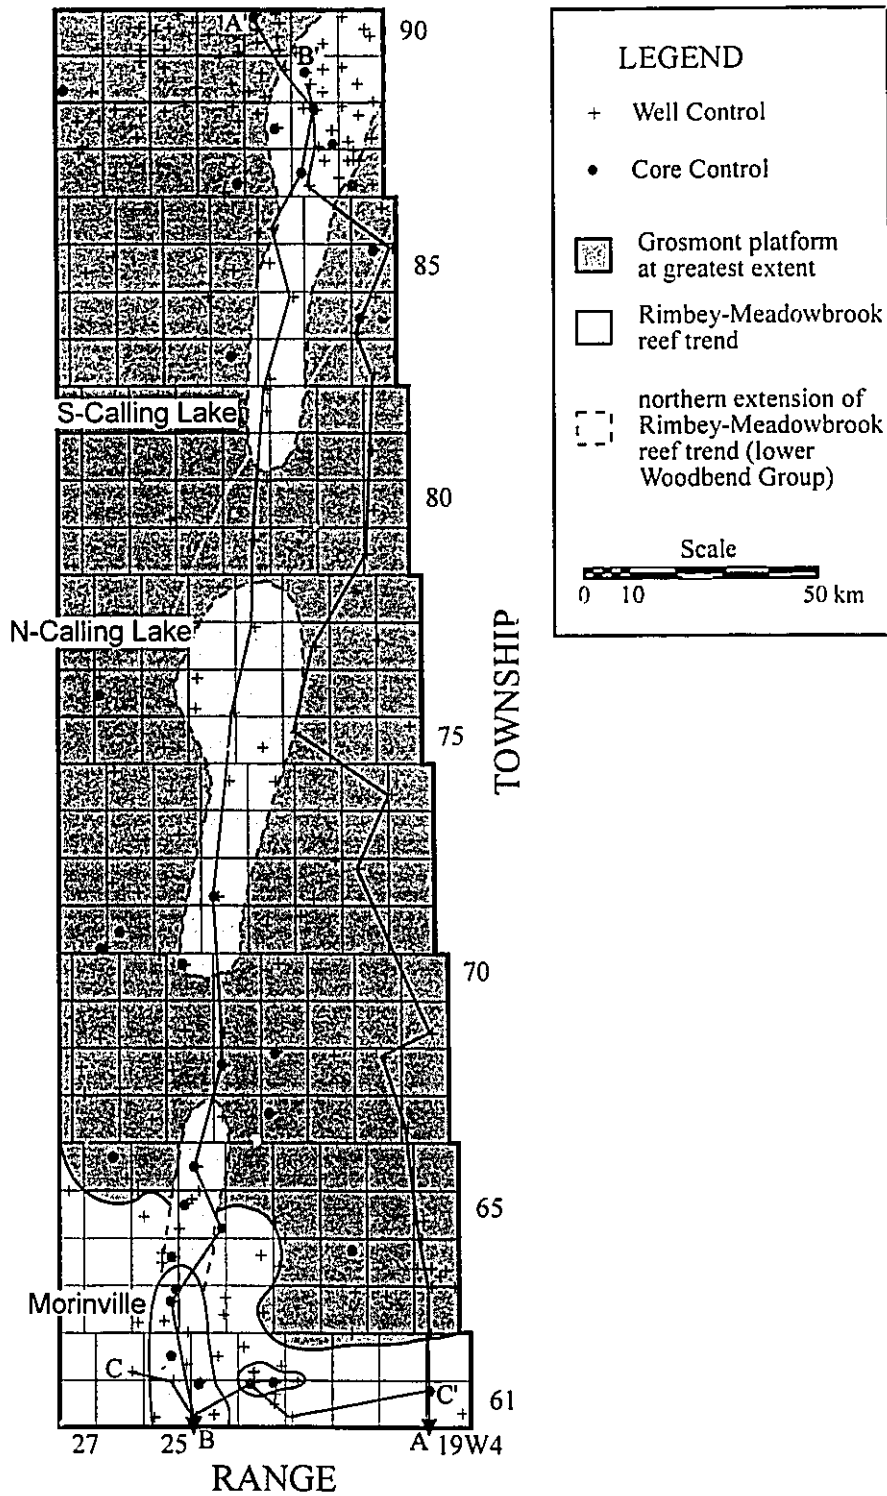 A'
90
B'
85
S-Calling Lake
80
N-Calling Lake
75
TOWNSHIP
70
65
Morinville
C
C'
61
27
25
B
A
19W4
RANGE
LEGEND
+ Well Control
• Core Control
Grosmont platform
at greatest extent
Rimbey-Meadowbrook
reef trend
northern extension of
Rimbey-Meadowbrook
reef trend (lower
Woodbend Group)
Scale
0 10 50 km